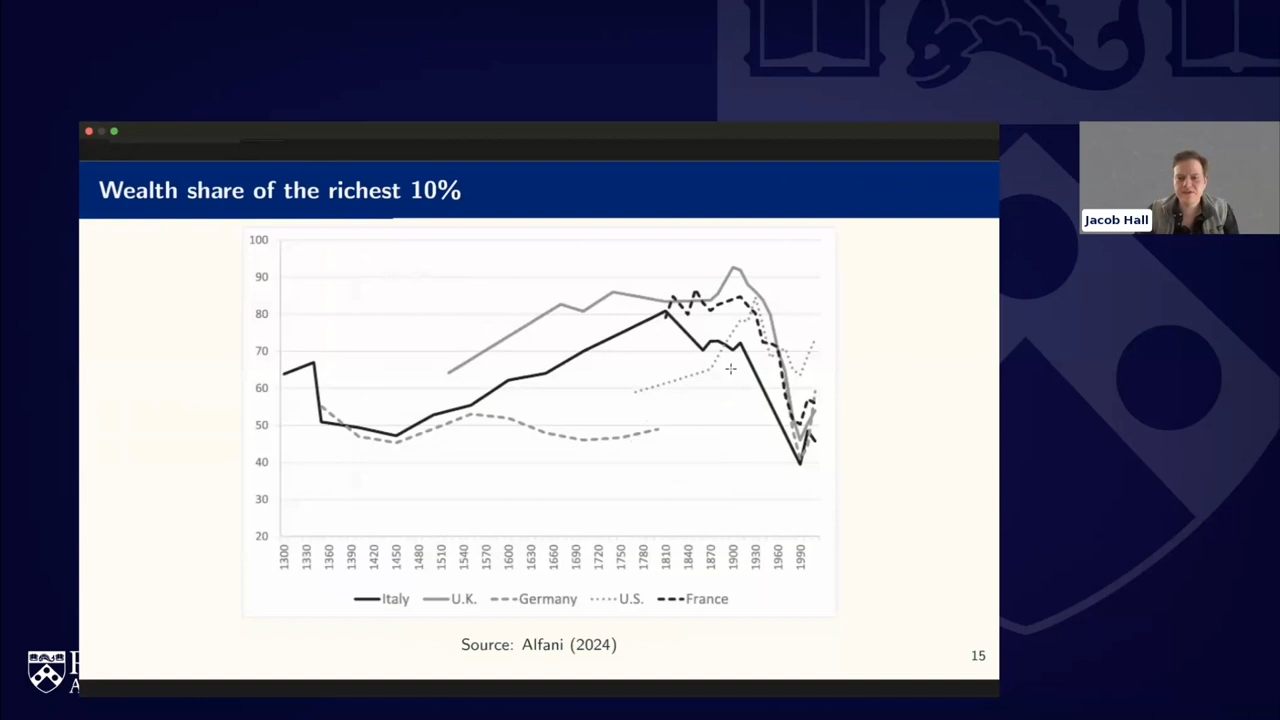 Wealth share of the richest 10%
100
90
80
70
60
50
40
30
20
1300 1330 1360 1390 1420 1450 1480 1510 1540 1570 1600 1630 1660 1690 1720 1750 1780 1810 1840 1870 1900 1930 1960 1990
Italy U.K. Germany U.S. France
Source: Alfani (2024)
15
Jacob Hall